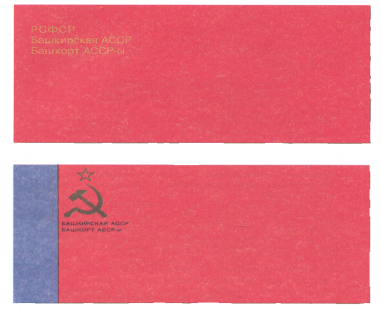 РСФСР
Башкирская АССР
Башкорт АССР-ы
БАШКИРСКАЯ АССР
БАШКОРТ АССР-ы